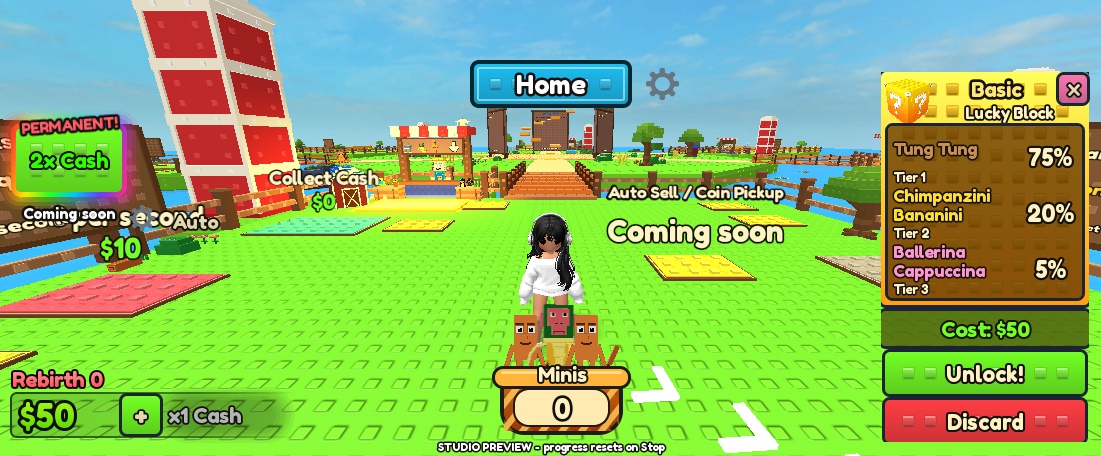 Home
PERMANENT!
2x Cash
Coming soon
per second
Auto
$10
Collect Cash
$0
Auto Sell / Coin Pickup
Coming soon
Basic
Lucky Block
X
Tung Tung
75%
Tier 1
Chimpanzini
Bananini
20%
Tier 2
Ballerina
Cappuccina
5%
Tier 3
Cost: $50
Unlock!
Discard
Rebirth 0
$50
+
x1 Cash
Minis
0
STUDIO PREVIEW - progress resets on Stop